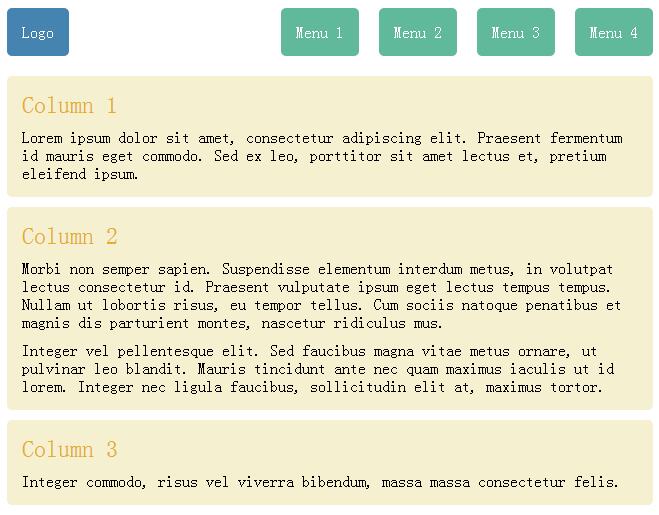 Logo
Menu 1
Menu 2
Menu 3
Menu 4
Column 1
Lorem ipsum dolor sit amet, consectetur adipiscing elit. Praesent fermentum
id mauris eget commodo. Sed ex leo, porttitor sit amet lectus et, pretium
eleifend ipsum.
Column 2
Morbi non semper sapien. Suspendisse elementum interdum metus, in volutpat
lectus consectetur id. Praesent vulputate ipsum eget lectus tempus tempus.
Nullam ut lobortis risus, eu tempor tellus. Cum sociis natoque penatibus et
magnis dis parturient montes, nascetur ridiculus mus.
Integer vel pellentesque elit. Sed faucibus magna vitae metus ornare, ut
pulvinar leo blandit. Mauris tincidunt ante nec quam maximus iaculis ut id
lorem. Integer nec ligula faucibus, sollicitudin elit at, maximus tortor.
Column 3
Integer commodo, risus vel viverra bibendum, massa massa consectetur felis.